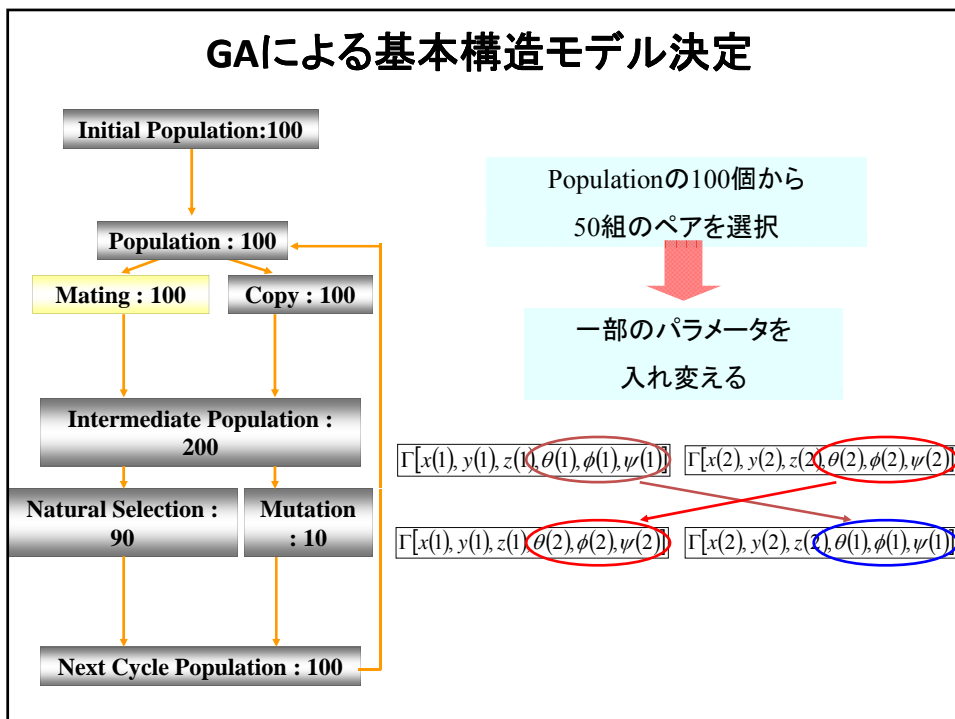 GAによる基本構造モデル決定
Initial Population:100
Population : 100
Mating : 100
Copy : 100
Intermediate Population :
200
Natural Selection :
90
Mutation
: 10
Next Cycle Population : 100
Populationの100個から
50組のペアを選択
一部のパラメータを
入れ変える
Γ[x(1), y(1), z(1), θ(1), ϕ(1), ψ(1)]
Γ[x(2), y(2), z(2), θ(2), ϕ(2), ψ(2)]
Γ[x(1), y(1), z(1), θ(2), ϕ(2), ψ(2)]
Γ[x(2), y(2), z(2), θ(1), ϕ(1), ψ(1)]